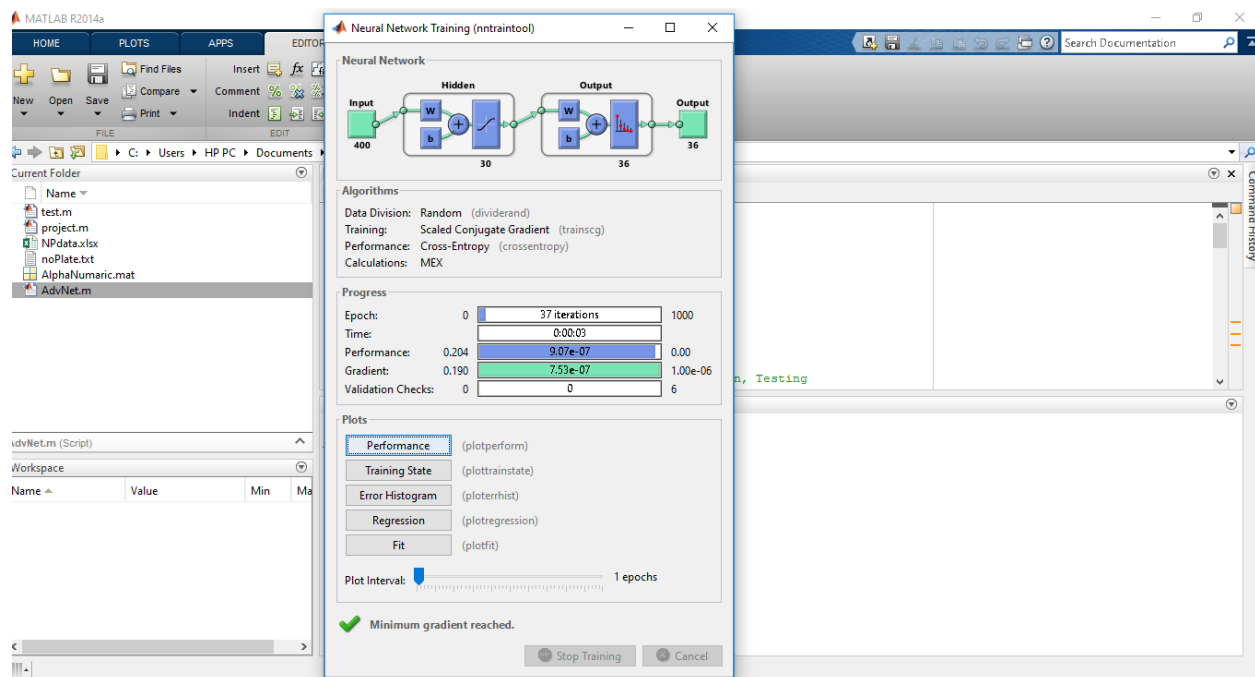 MATLAB R2014a
HOME PLOTS APPS EDITOR
Search Documentation
New Open Save
Find Files
Compare
Print
Insert fx
Comment
Indent
FILE EDIT
C: Users HP PC Documents
Current Folder
Name
test.m
project.m
NPdata.xlsx
noPlate.txt
AlphaNumaric.mat
AdvNet.m
AdvNet.m (Script)
Workspace
Name Value Min Ma
Neural Network Training (nntraintool)
Neural Network
Hidden Output
Input Output
W W
b b
400 36
30 36
Algorithms
Data Division: Random (dividerand)
Training: Scaled Conjugate Gradient (trainscg)
Performance: Cross-Entropy (crossentropy)
Calculations: MEX
Progress
Epoch: 0 37 iterations 1000
Time: 0:00:03
Performance: 0.204 9.07e-07 0.00
Gradient: 0.190 7.53e-07 1.00e-06
Validation Checks: 0 0 6
Plots
Performance (plotperform)
Training State (plottrainstate)
Error Histogram (ploterrhist)
Regression (plotregression)
Fit (plotfit)
Plot Interval: 1 epochs
Minimum gradient reached.
Stop Training Cancel
n, Testing
Command History